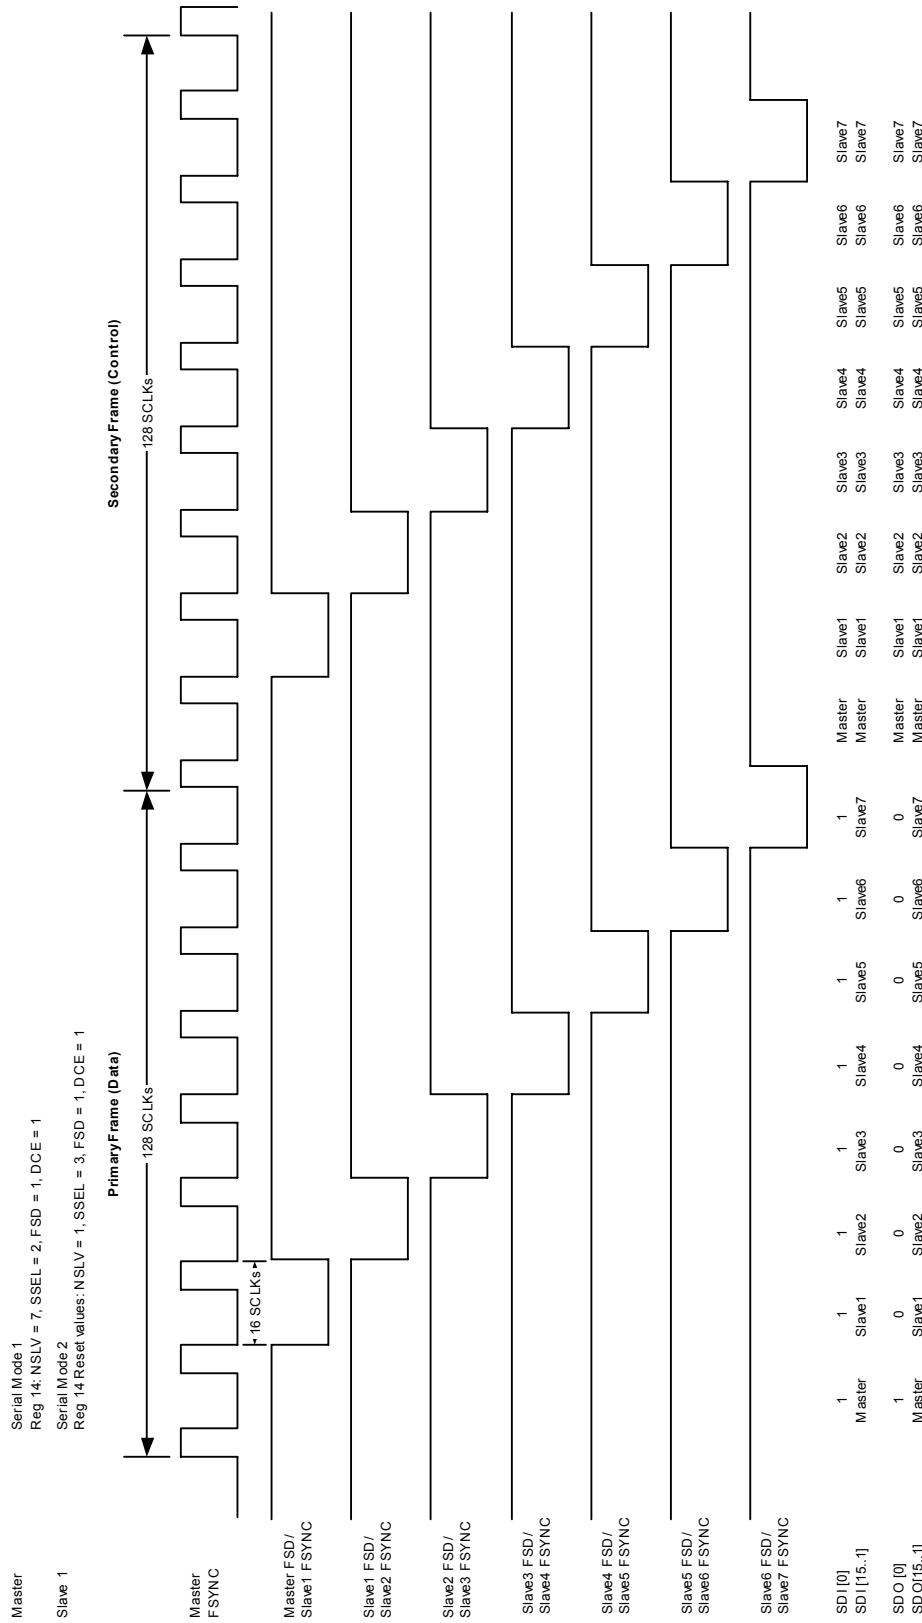 Master Serial Mode 1
Reg 14: NSLV = 7, SSEL = 2, FSD = 1, DCE = 1
Slave 1 Serial Mode 2
Reg 14 Reset values: NSLV = 1, SSEL = 3, FSD = 1, DCE = 1
Primary Frame (Data) Secondary Frame (Control)
128 SCLKs 128 SCLKs
Master
FSYNC
16 SCLKs
Master FSD/
Slave1 FSYNC
Slave1 FSD/
Slave2 FSYNC
Slave2 FSD/
Slave3 FSYNC
Slave3 FSD/
Slave4 FSYNC
Slave4 FSD/
Slave5 FSYNC
Slave5 FSD/
Slave6 FSYNC
Slave6 FSD/
Slave7 FSYNC
SDI [0] 1 1 1 1 1 1 1 1 Master Slave1 Slave2 Slave3 Slave4 Slave5 Slave6 Slave7
SDI [15..1] Master Slave1 Slave2 Slave3 Slave4 Slave5 Slave6 Slave7 Master Slave1 Slave2 Slave3 Slave4 Slave5 Slave6 Slave7
SDO [0] 1 0 0 0 0 0 0 0 Master Slave1 Slave2 Slave3 Slave4 Slave5 Slave6 Slave7
SDO[15..1] Master Slave1 Slave2 Slave3 Slave4 Slave5 Slave6 Slave7 Master Slave1 Slave2 Slave3 Slave4 Slave5 Slave6 Slave7